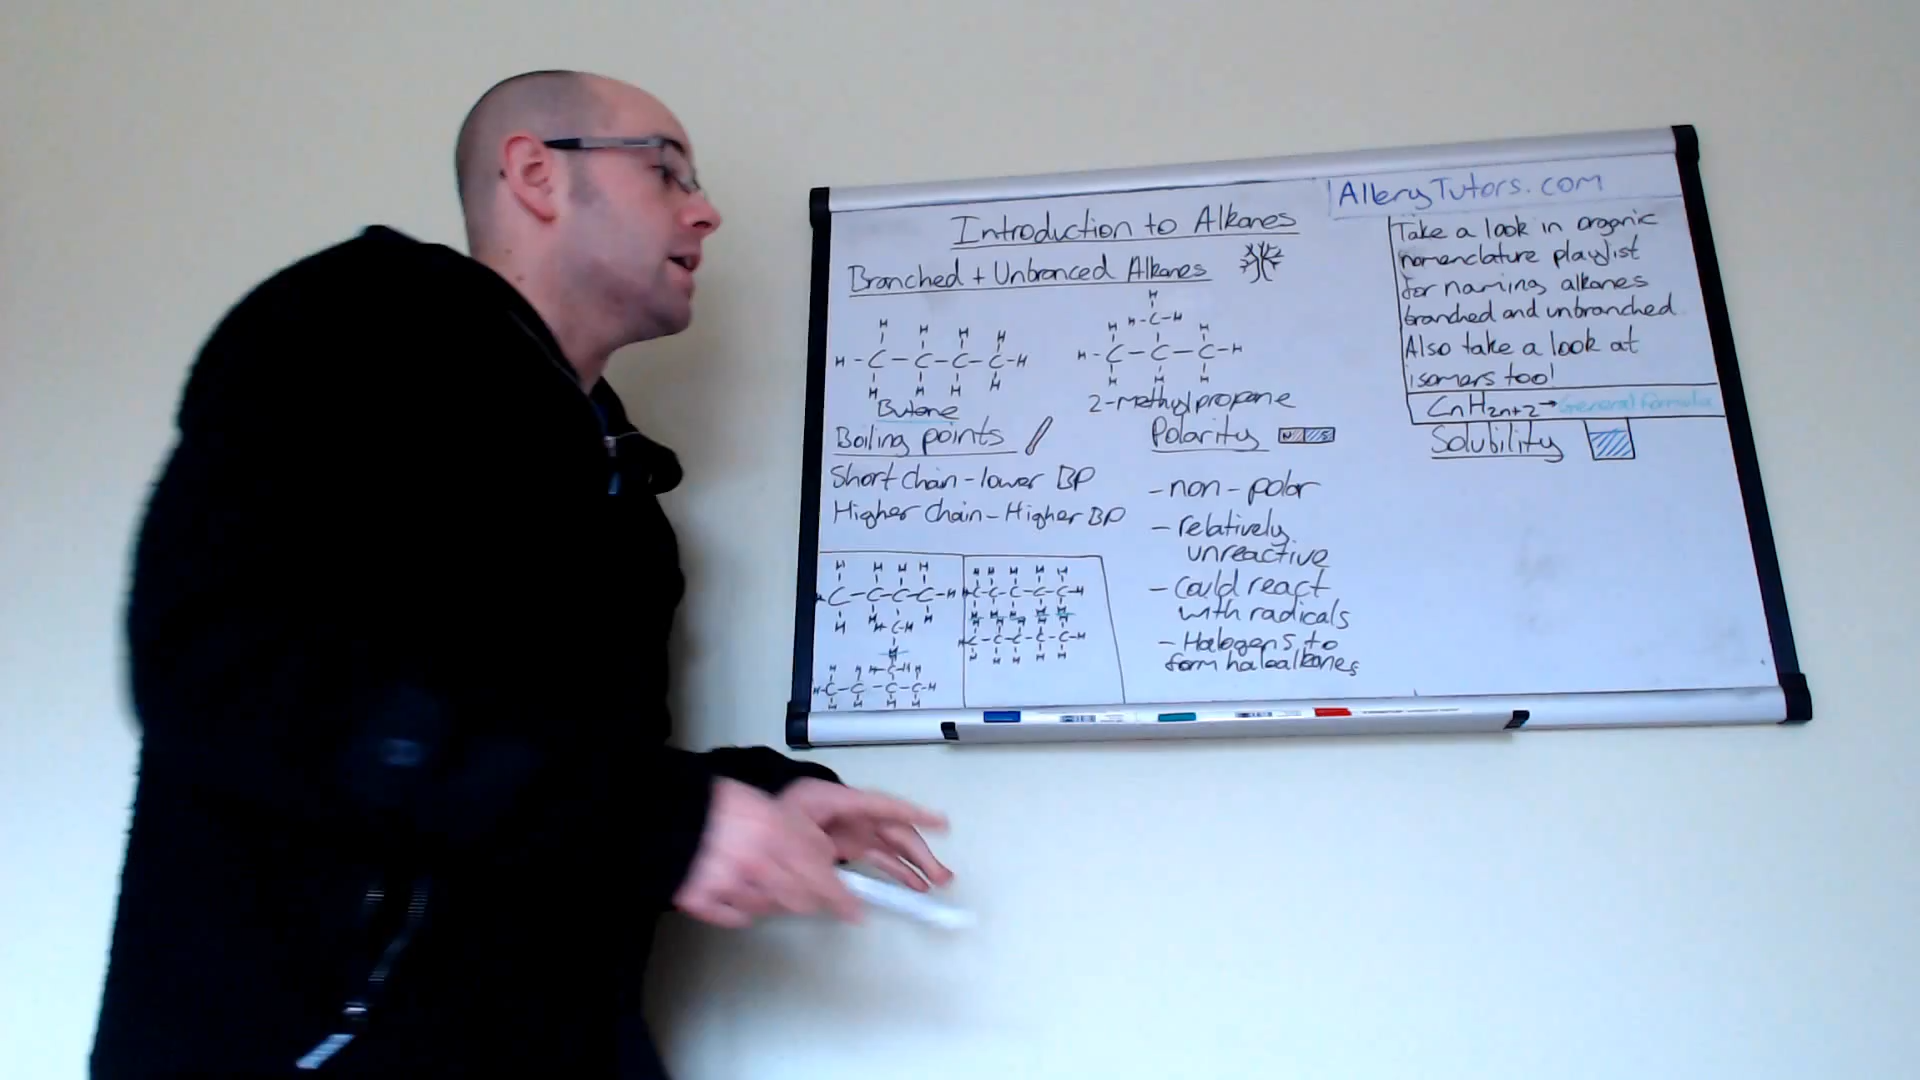 AlleryTutors.com
Introduction to Alkanes
Branched + Unbranced Alkanes
Take a look in organic
nomenclature playlist
for naming alkanes
branched and unbranched
Also take a look at
isomers too!
CnH2n+2 → General formula
H
H H H H
H-C-C-C-C-H
H H H H
Butane
H
H H-C-H H
H-C-C-C-H
H H H
2-methylpropane
Boiling points
Short chain - lower BP
Higher chain - Higher BP
Polarity
N S
- non-polar
- relatively
unreactive
- could react
with radicals
- Halogens to
form haloalkanes
Solubility